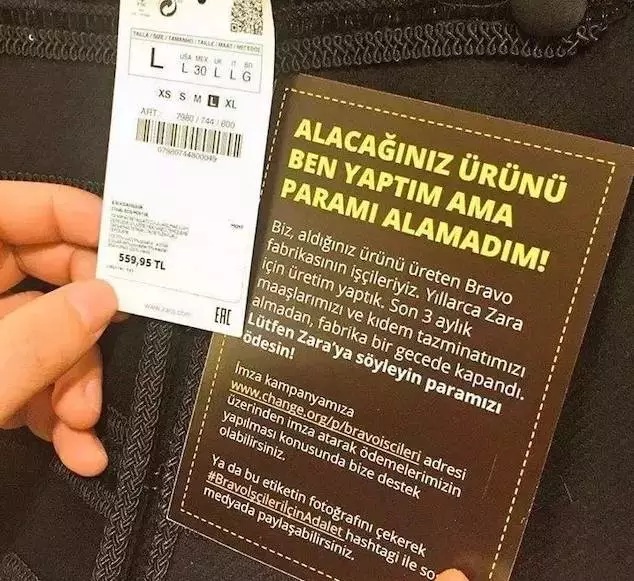 TALLA / SIZE / TAMANHO / TAILLE / MAAT / METEDOE
L
USA MEX UK IT BG
L 30 L L G
XS S M L XL
ART.: 7980 / 744 / 800
07980744800049
559,95 TL
www.zara.com
EAC
ALACAĞINIZ ÜRÜNÜ
BEN YAPTIM AMA
PARAMI ALAMADIM!
Biz, aldığınız ürünü üreten Bravo
fabrikasının işçileriyiz. Yıllarca Zara
için üretim yaptık. Son 3 aylık
maaşlarımızı ve kıdem tazminatımızı
almadan, fabrika bir gecede kapandı.
Lütfen Zara'ya söyleyin paramızı
ödesin!
İmza kampanyamıza
www.change.org/p/bravoiscileri adresi
üzerinden imza atarak ödemelerimizin
yapılması konusunda bize destek
olabilirsiniz.
Ya da bu etiketin fotoğrafını çekerek
#BravoİşçilerilçinAdalet hashtagi ile so
medyada paylaşabilirsiniz.